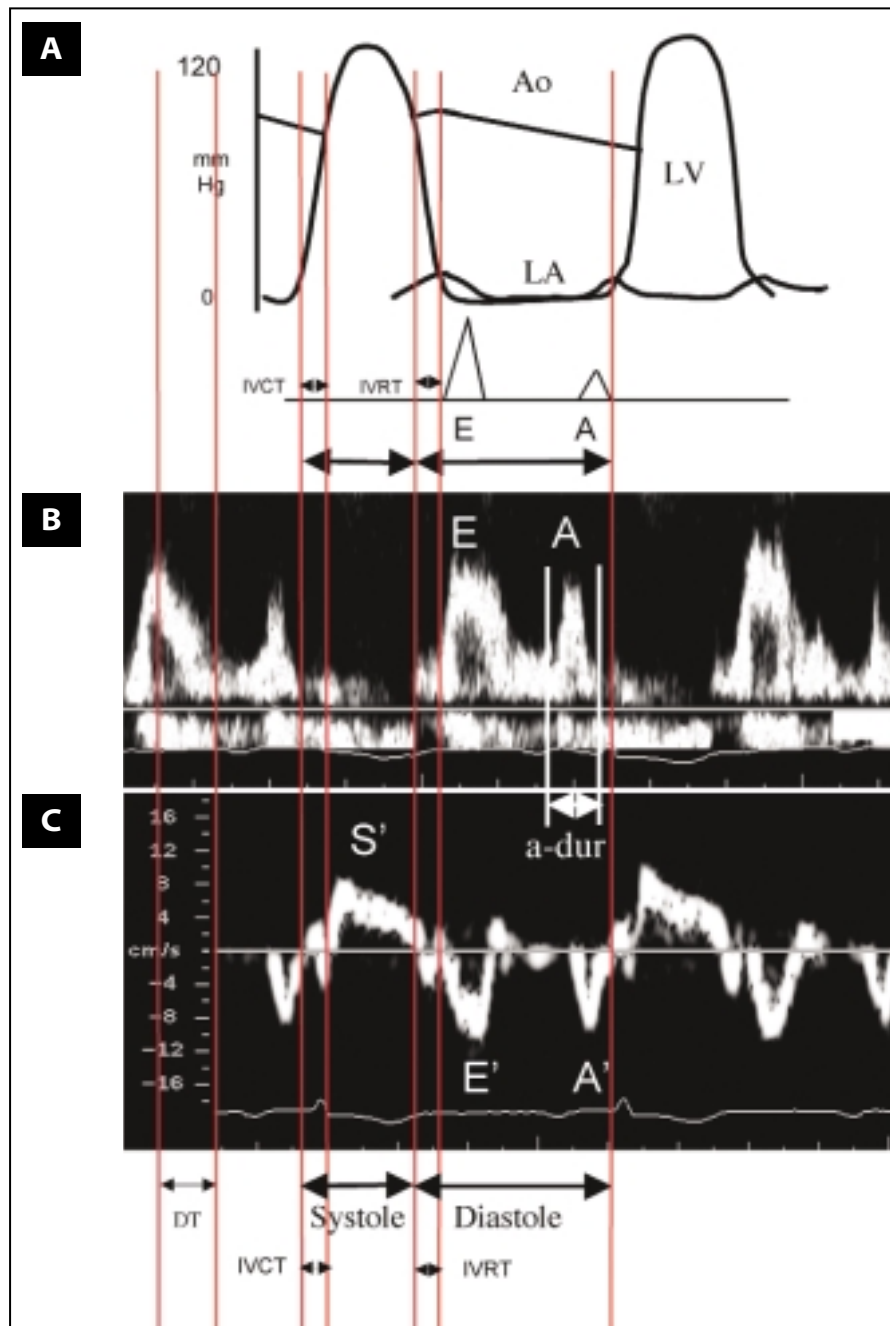 A
120
Ao
mm
Hg
LV
LA
0
IVCT
IVRT
E
A
B
E
A
C
16
12
8
4
cm/s
-4
-8
-12
-16
S’
a-dur
E’
A’
DT
Systole
Diastole
IVCT
IVRT